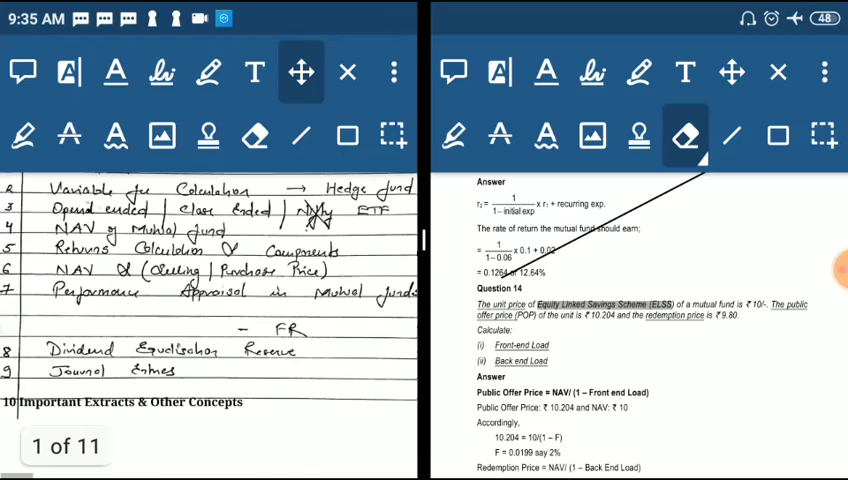 9:35 AM
48
2 Variable fee Calculation → Hedge fund
3 Opend ended / Close Ended / ETF
4 NAV of Mutual fund
5 Returns Calculation & Components
6 NAV & (Selling / Purchase Price)
7 Performance Appraisal in Mutual funds
- FR
8 Dividend Equalisation Reserve
9 Journal Entries
10 Important Extracts & Other Concepts
1 of 11
Answer
r₂ = 1 / (1 – initial exp) x r₁ + recurring exp.
The rate of return the mutual fund should earn;
= 1 / (1 – 0.06) x 0.1 + 0.02
= 0.1264 or 12.64%
Question 14
The unit price of Equity Linked Savings Scheme (ELSS) of a mutual fund is ₹ 10/-. The public
offer price (POP) of the unit is ₹ 10.204 and the redemption price is ₹ 9.80.
Calculate:
(i) Front-end Load
(ii) Back end Load
Answer
Public Offer Price = NAV/ (1 – Front end Load)
Public Offer Price: ₹ 10.204 and NAV: ₹ 10
Accordingly,
10.204 = 10/(1 – F)
F = 0.0199 say 2%
Redemption Price = NAV/ (1 – Back End Load)